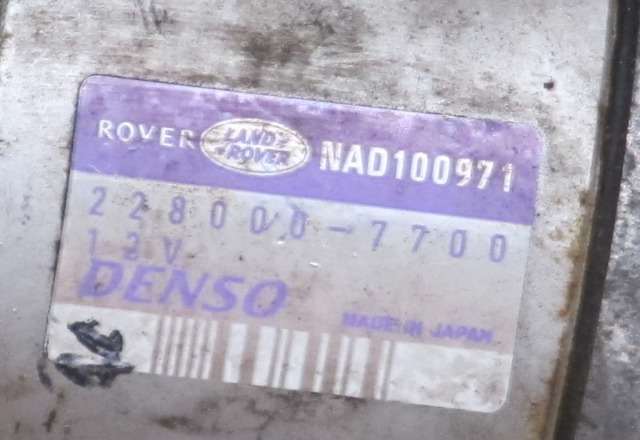 ROVER LAND ROVER NAD100971
228000-7700
12V
DENSO
MADE IN JAPAN